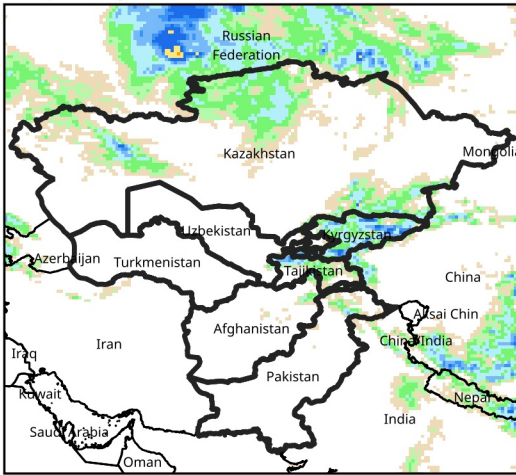 Russian
Federation
Kazakhstan
Mongolia
Uzbekistan
Kyrgyzstan
Azerbaijan
Turkmenistan
Tajikistan
China
Aksai Chin
Afghanistan
China/India
Iran
Iraq
Pakistan
Kuwait
Nepal
India
Saudi Arabia
Oman